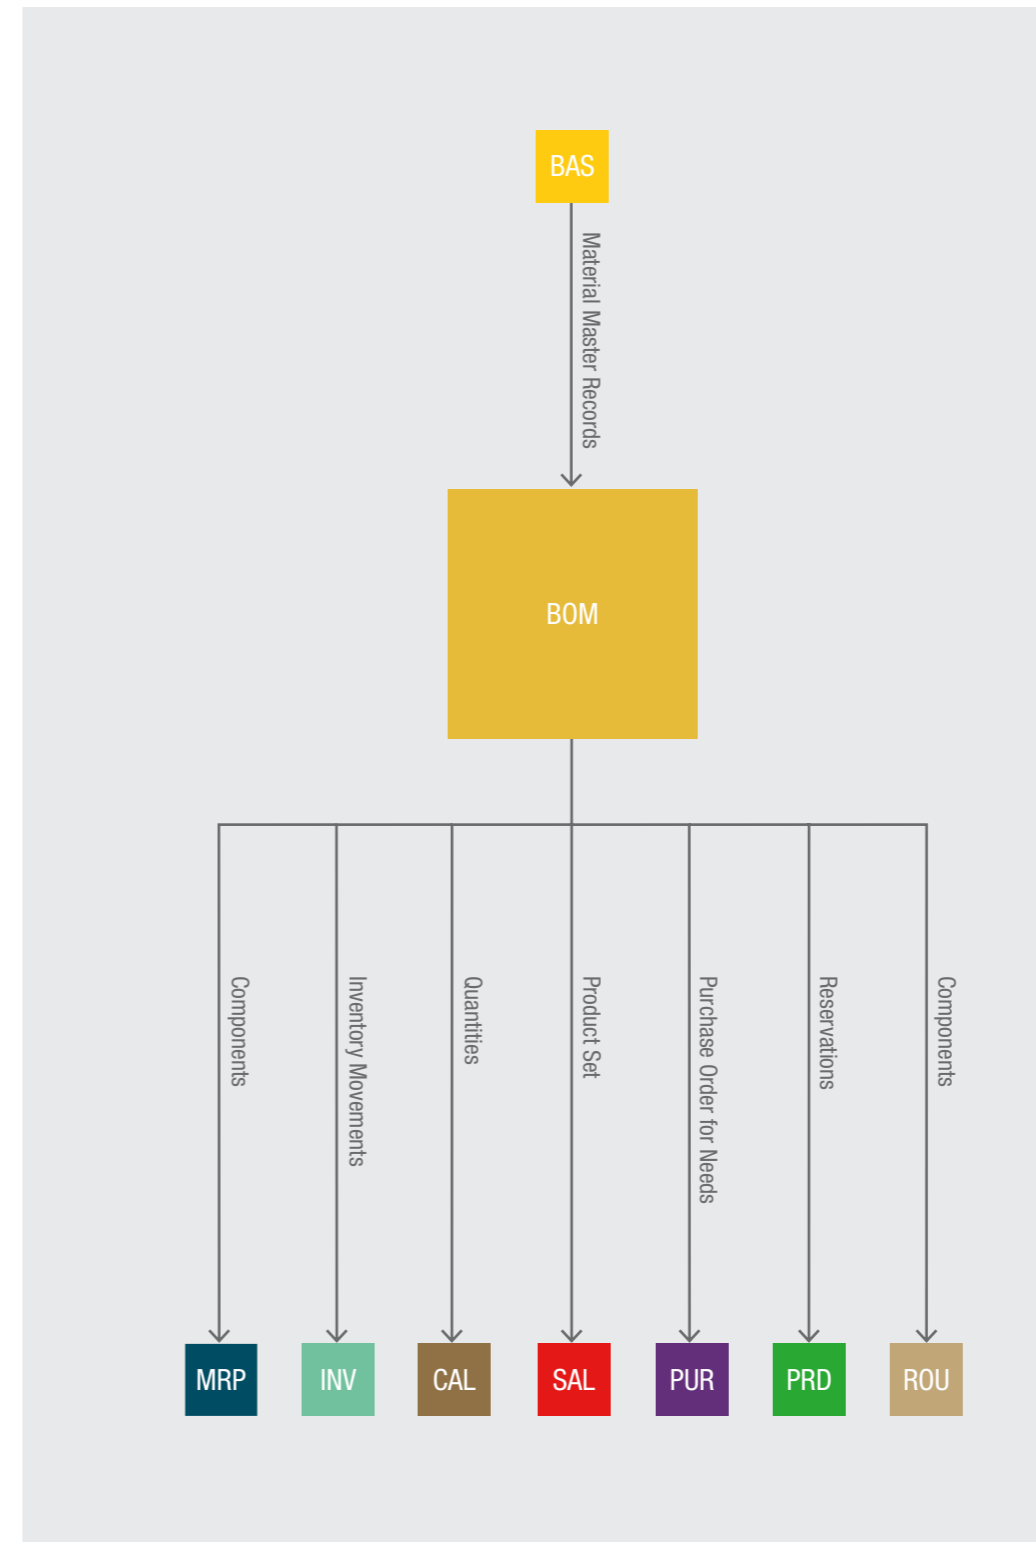 BAS
Material Master Records
BOM
Components
Inventory Movements
Quantities
Product Set
Purchase Order for Needs
Reservations
Components
MRP
INV
CAL
SAL
PUR
PRD
ROU